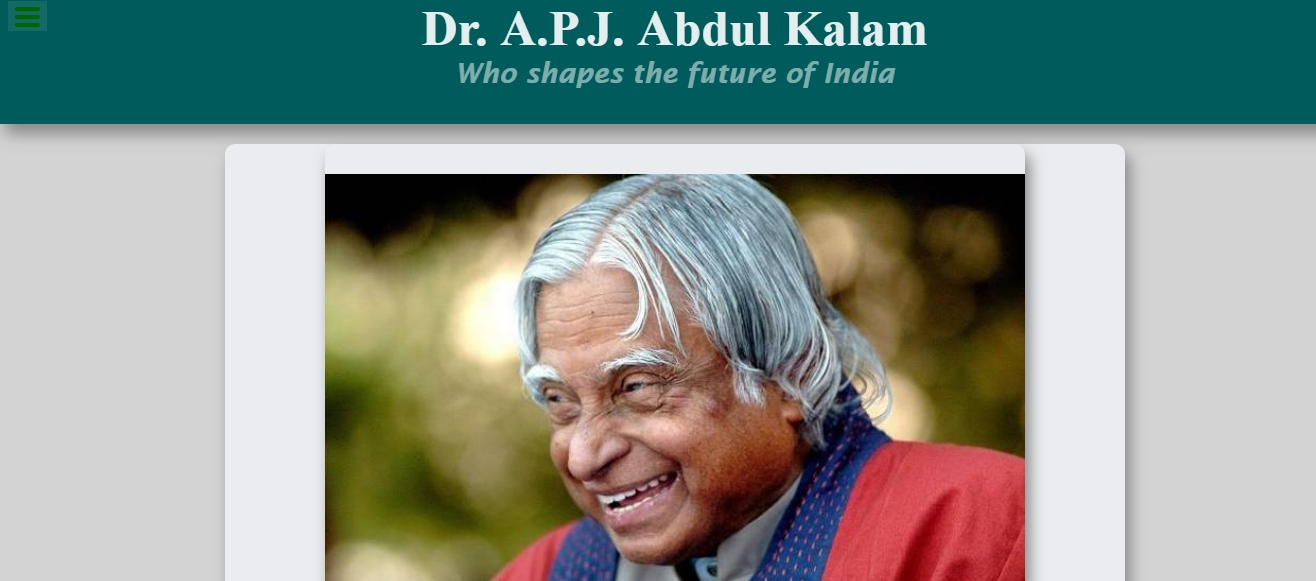 Dr. A.P.J. Abdul Kalam
Who shapes the future of India